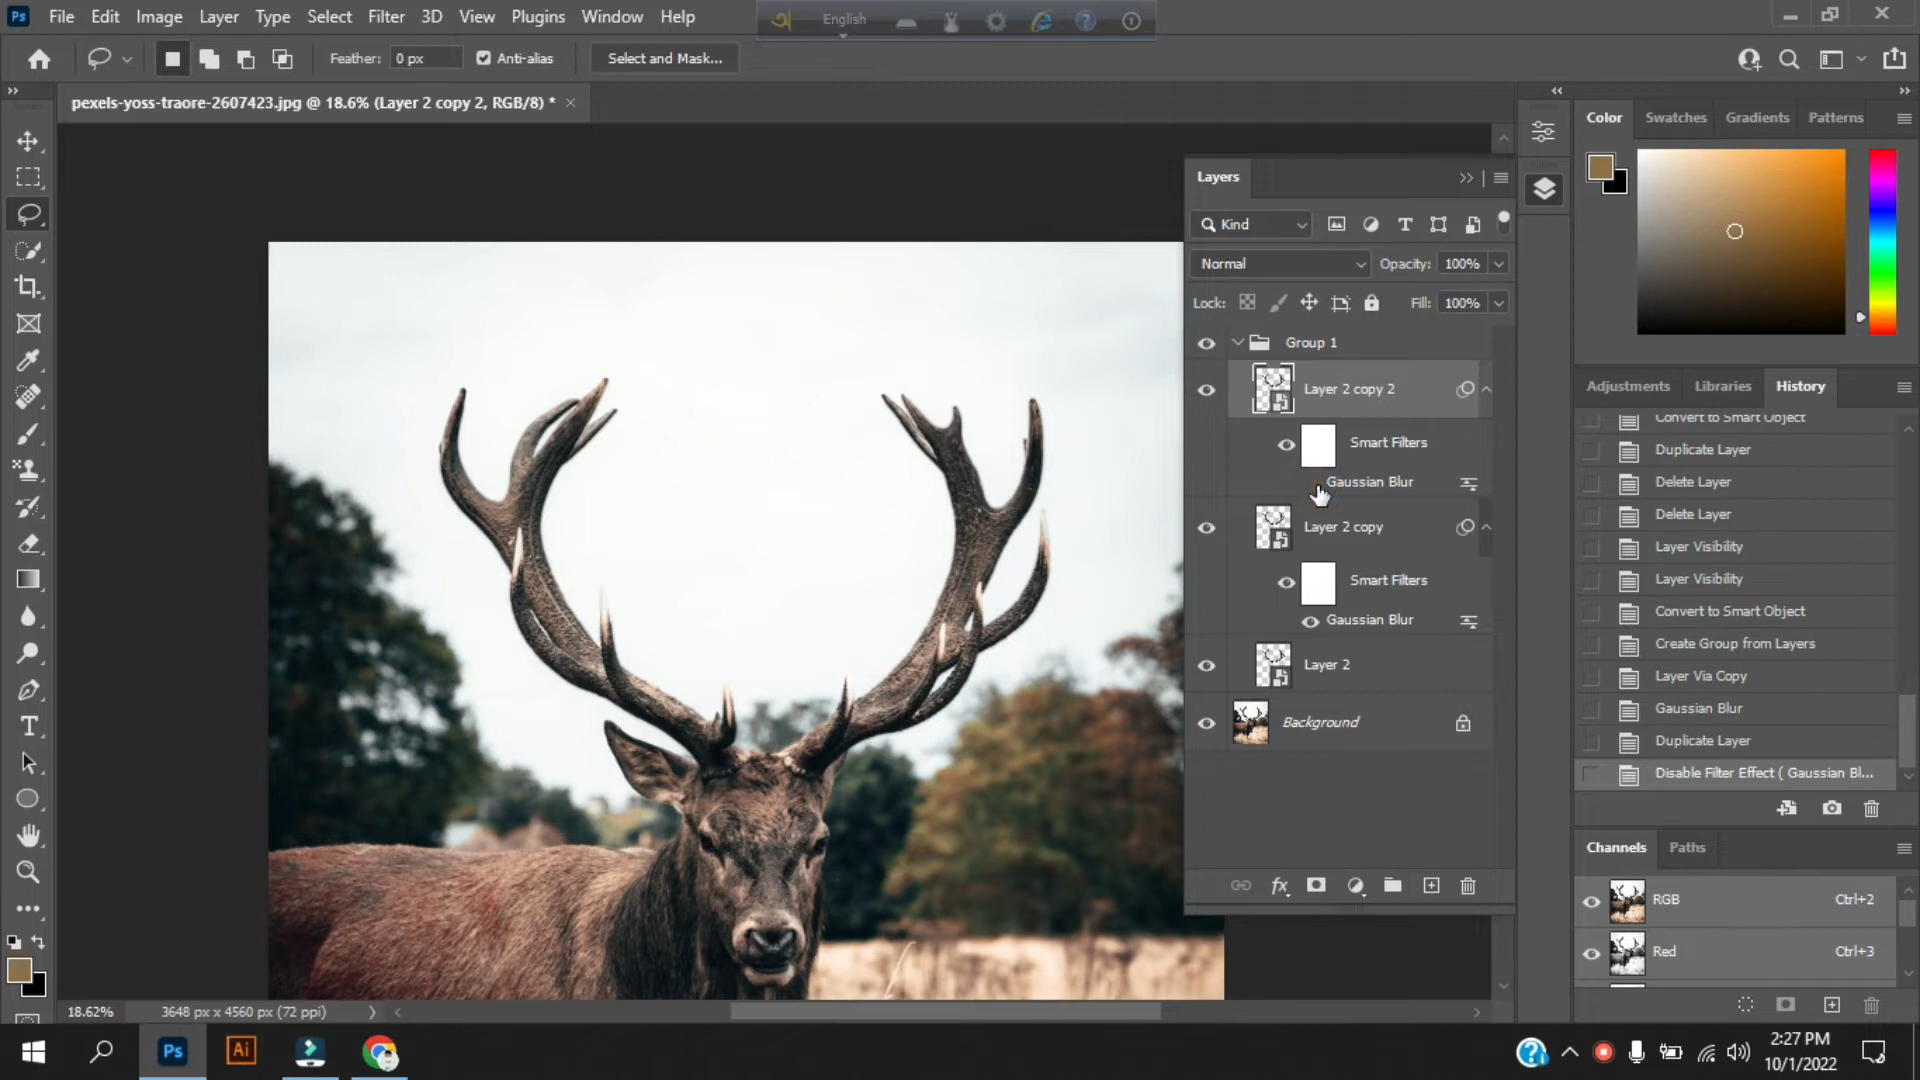 Ps File Edit Image Layer Type Select Filter 3D View Plugins Window Help
English
Feather: 0 px Anti-alias Select and Mask...
pexels-yoss-traore-2607423.jpg @ 18.6% (Layer 2 copy 2, RGB/8) *
Layers
Kind
Normal Opacity: 100%
Lock: Fill: 100%
Group 1
Layer 2 copy 2
Smart Filters
Gaussian Blur
Layer 2 copy
Smart Filters
Gaussian Blur
Layer 2
Background
Color Swatches Gradients Patterns
Adjustments Libraries History
Convert to Smart Object
Duplicate Layer
Delete Layer
Delete Layer
Layer Visibility
Layer Visibility
Convert to Smart Object
Create Group from Layers
Layer Via Copy
Gaussian Blur
Duplicate Layer
Disable Filter Effect ( Gaussian Bl...
Channels Paths
RGB Ctrl+2
Red Ctrl+3
18.62% 3648 px x 4560 px (72 ppi)
Ps Ai
2:27 PM
10/1/2022